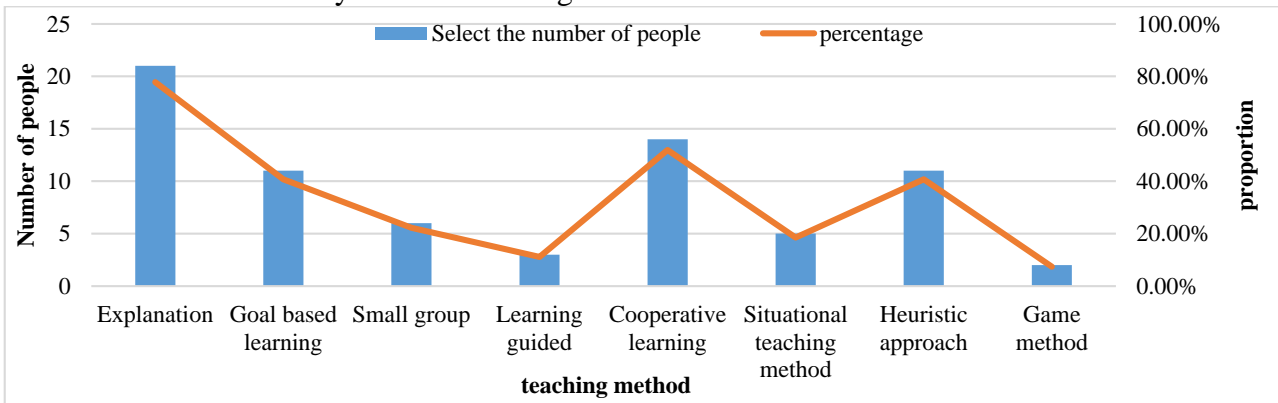 25
20
15
10
5
0
Number of people
Select the number of people
percentage
100.00%
80.00%
60.00%
40.00%
20.00%
0.00%
proportion
Explanation
Goal based
learning
Small group
Learning
guided
Cooperative
learning
Situational
teaching
method
Heuristic
approach
Game
method
teaching method